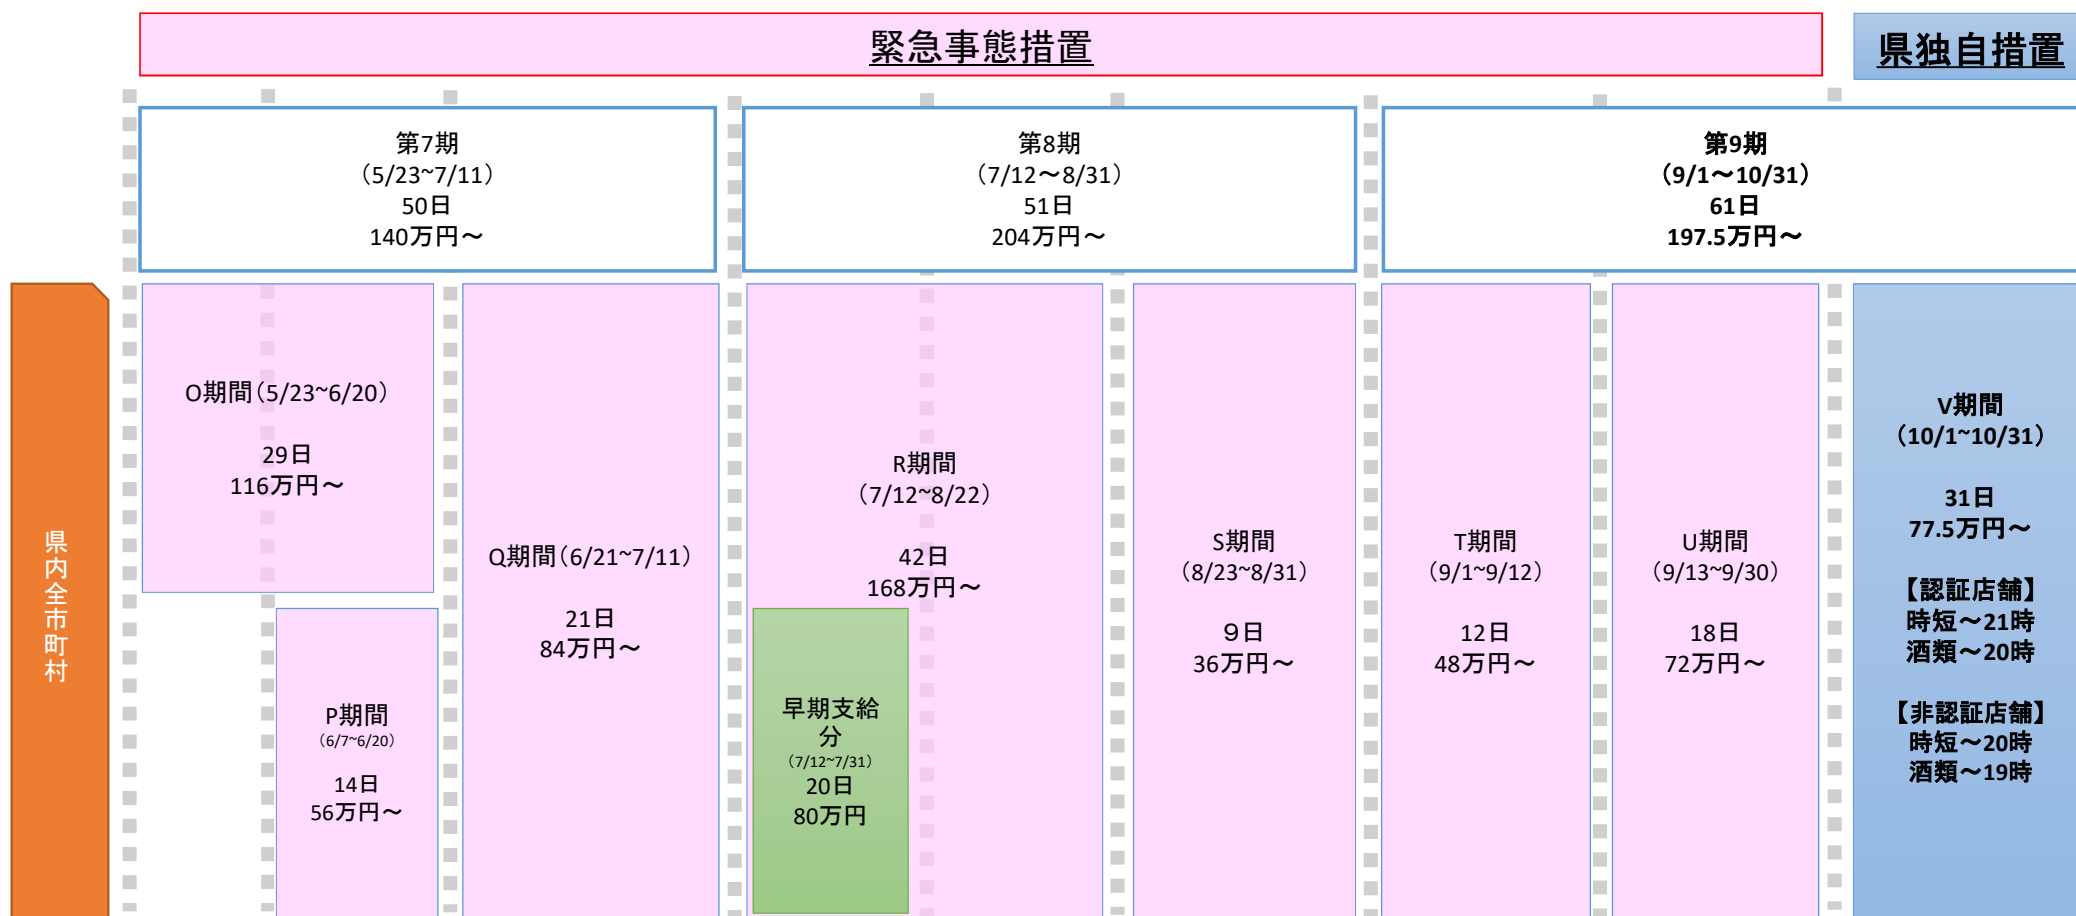 緊急事態措置
県独自措置
第7期
（5/23~7/11）
50日
140万円～
第8期
（7/12～8/31）
51日
204万円～
第9期
（9/1～10/31）
61日
197.5万円～
県内全市町村
O期間（5/23~6/20）
29日
116万円～
P期間
（6/7~6/20）
14日
56万円～
Q期間（6/21~7/11）
21日
84万円～
R期間
（7/12~8/22）
42日
168万円～
早期支給
分
（7/12~7/31）
20日
80万円
S期間
（8/23~8/31）
９日
36万円～
T期間
（9/1~9/12）
12日
48万円～
U期間
（9/13~9/30）
18日
72万円～
V期間
（10/1~10/31）
31日
77.5万円～
【認証店舗】
時短～21時
酒類～20時
【非認証店舗】
時短～20時
酒類～19時